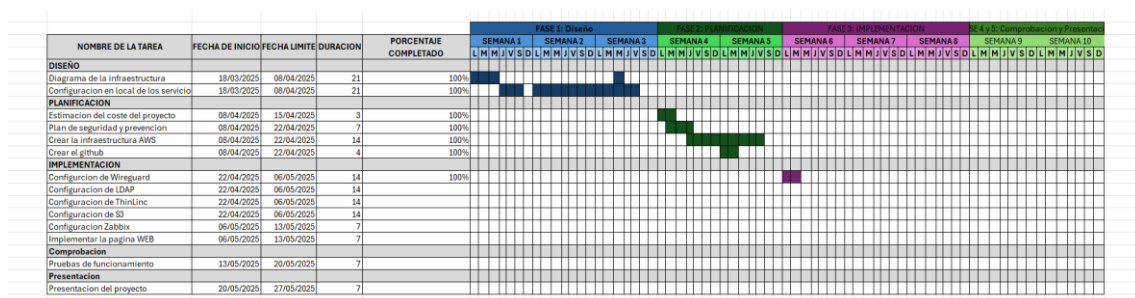 FASE 1: Diseño FASE 2: PLANIFICACION FASE 3: IMPLEMENTACION SE 4 y 5: Comprobacion y Presentaci
NOMBRE DE LA TAREA FECHA DE INICIO FECHA LIMITE DURACION PORCENTAJE COMPLETADO SEMANA 1 SEMANA 2 SEMANA 3 SEMANA 4 SEMANA 5 SEMANA 6 SEMANA 7 SEMANA 8 SEMANA 9 SEMANA 10
L M M J V S D L M M J V S D L M M J V S D L M M J V S D L M M J V S D L M M J V S D L M M J V S D L M M J V S D L M M J V S D L M M J V S D
DISEÑO
Diagrama de la infraestructura 18/03/2025 08/04/2025 21 100%
Configuracion en local de los servicio 18/03/2025 08/04/2025 21 100%
PLANIFICACION
Estimacion del coste del proyecto 08/04/2025 15/04/2025 3 100%
Plan de seguridad y prevencion 08/04/2025 22/04/2025 7 100%
Crear la infraestructura AWS 08/04/2025 22/04/2025 14 100%
Crear el github 08/04/2025 22/04/2025 4 100%
IMPLEMENTACION
Configurcion de Wireguard 22/04/2025 06/05/2025 14 100%
Configuracion de LDAP 22/04/2025 06/05/2025 14
Configuracion de ThinLinc 22/04/2025 06/05/2025 14
Configuracion de S3 22/04/2025 06/05/2025 14
Configuracion Zabbix 06/05/2025 13/05/2025 7
Implementar la pagina WEB 06/05/2025 13/05/2025 7
Comprobacion
Pruebas de funcionamiento 13/05/2025 20/05/2025 7
Presentacion
Presentacion del proyecto 20/05/2025 27/05/2025 7